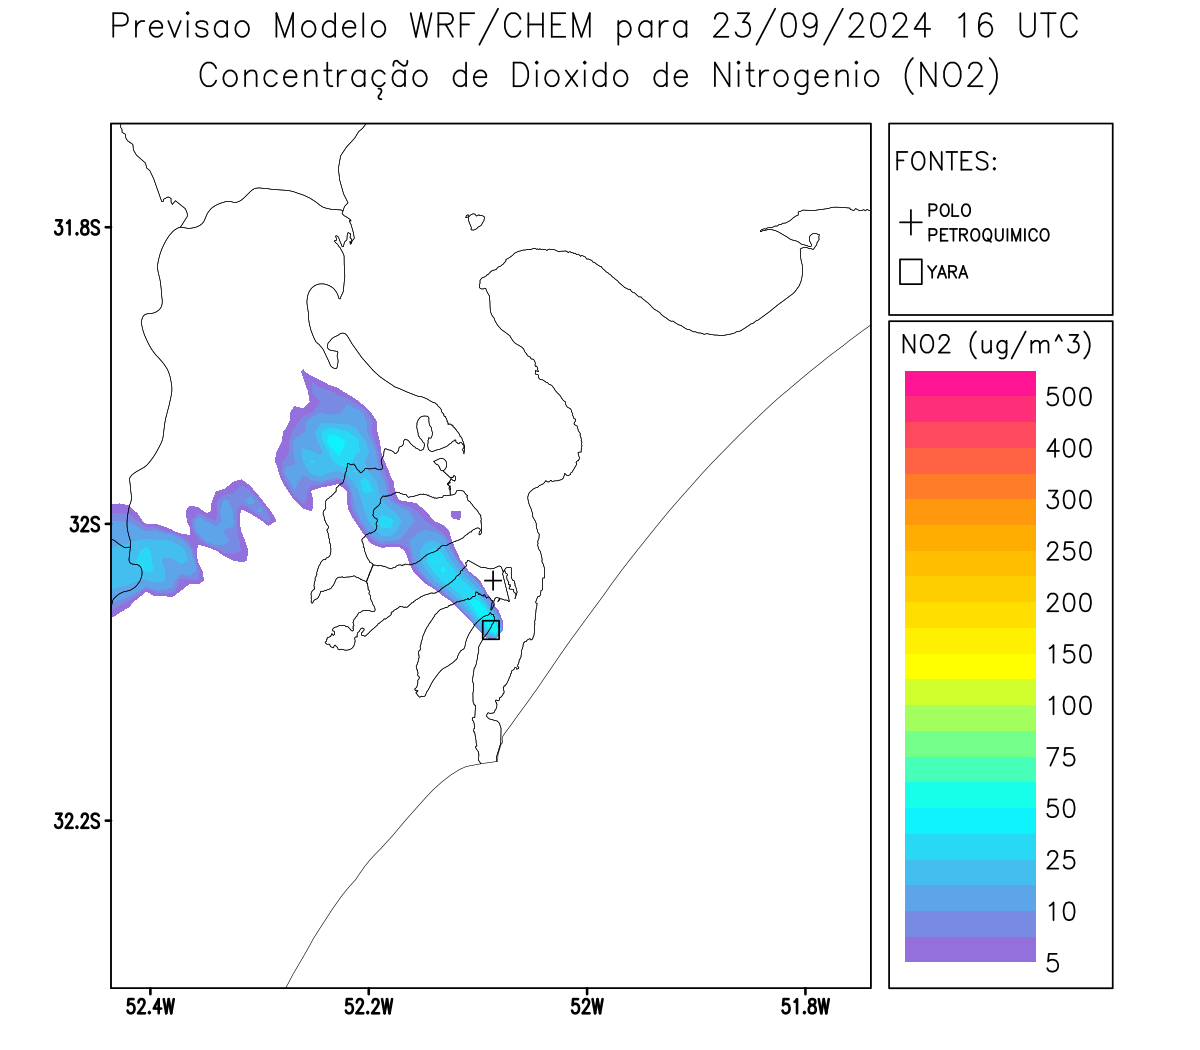 Previsao Modelo WRF/CHEM para 23/09/2024 16 UTC
Concentração de Dioxido de Nitrogenio (NO2)
FONTES:
POLO
PETROQUIMICO
YARA
NO2 (ug/m^3)
500
400
300
250
200
150
100
75
50
25
10
5
31.8S
32S
32.2S
52.4W
52.2W
52W
51.8W